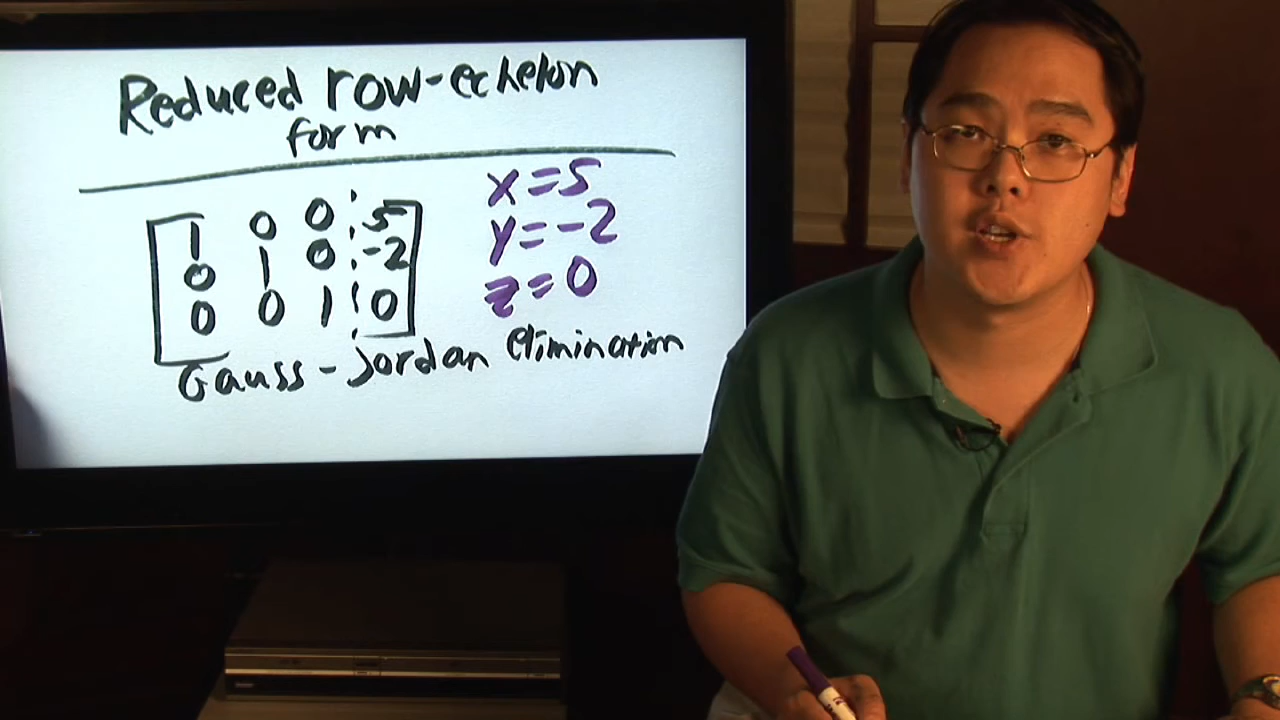 Reduced row-echelon
form
1 0 0 : 5
0 1 0 : -2
0 0 1 : 0
x=5
y=-2
z=0
Gauss-Jordan Elimination